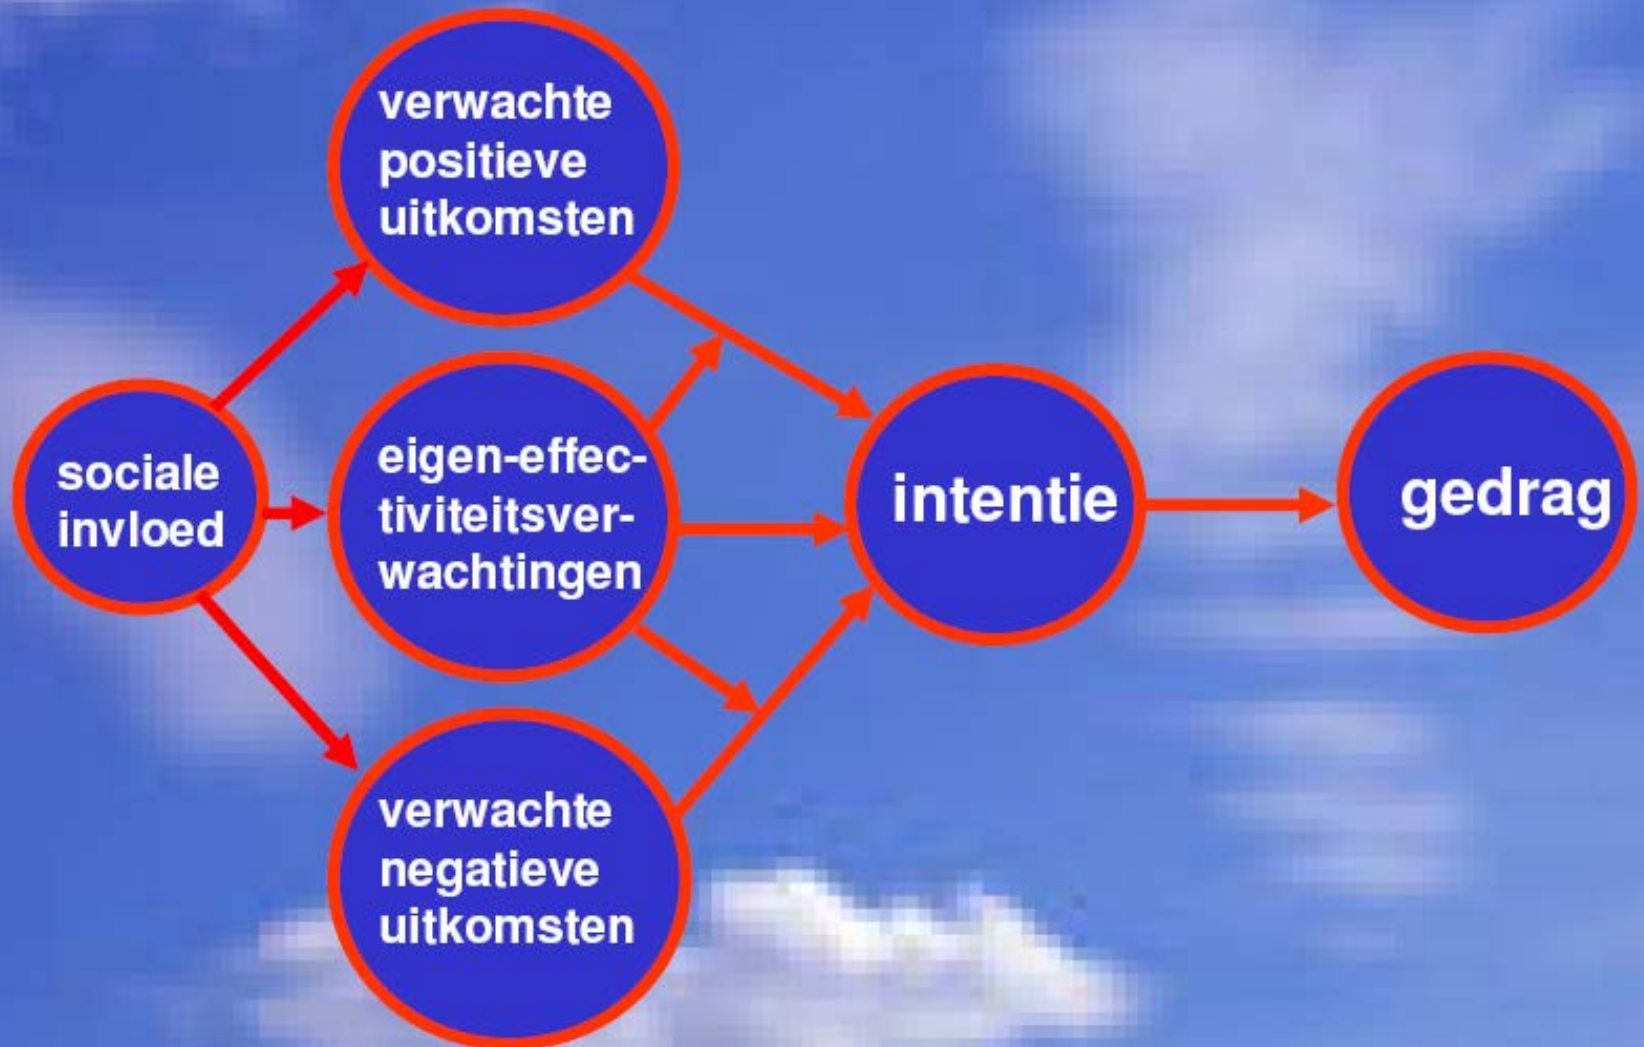 verwachte
positieve
uitkomsten
sociale
invloed
eigen-effec-
tiviteitsver-
wachtingen
intentie
gedrag
verwachte
negatieve
uitkomsten